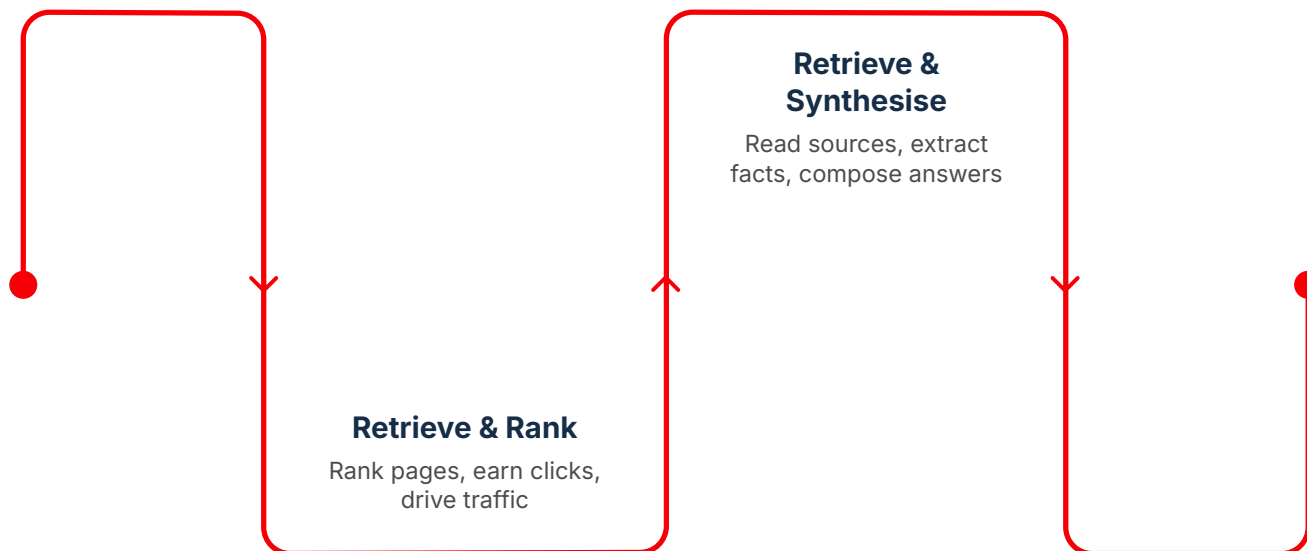 Retrieve &
Synthesise
Read sources, extract
facts, compose answers
Retrieve & Rank
Rank pages, earn clicks,
drive traffic